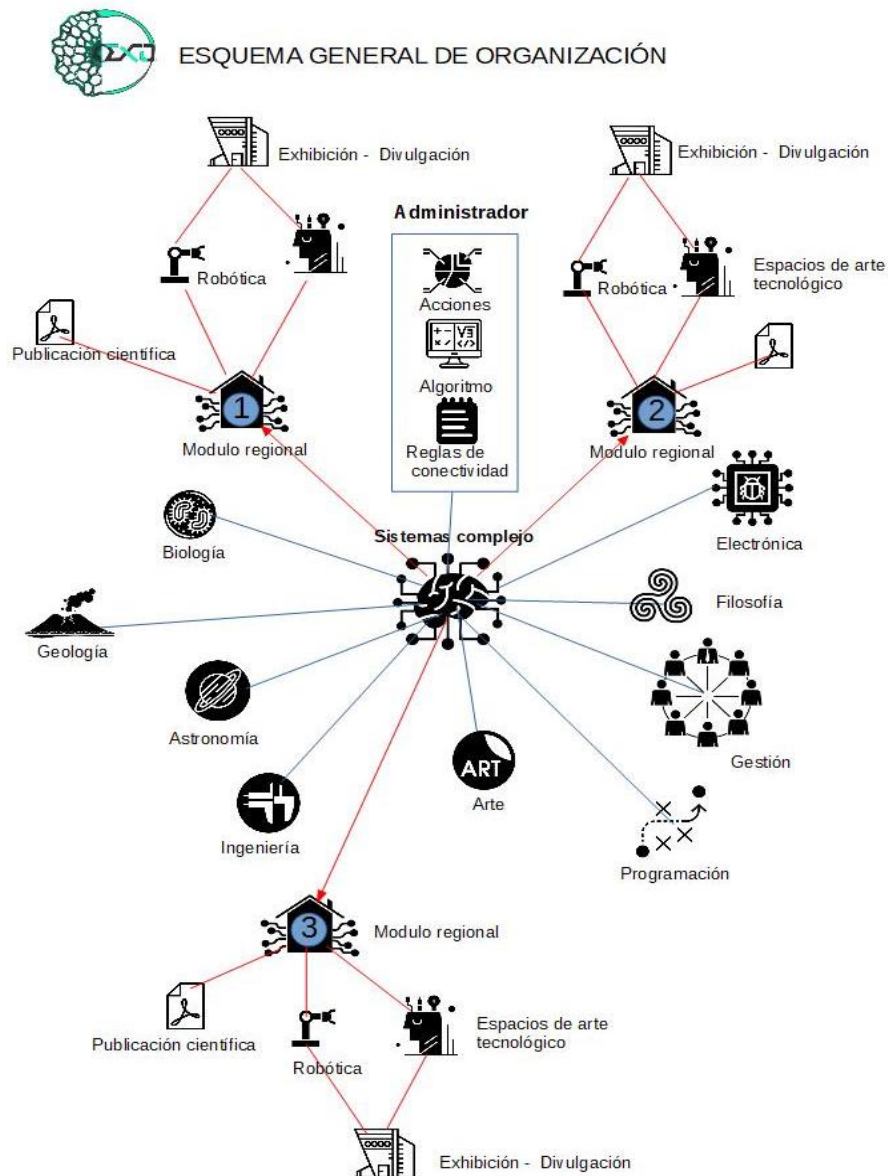 ESQUEMA GENERAL DE ORGANIZACIÓN
Exhibición - Divulgación
Exhibición - Divulgación
Administrador
Robótica
Acciones
Robótica
Espacios de arte
tecnológico
Publicación científica
Algoritmo
1
2
Modulo regional
Reglas de
conectividad
Modulo regional
Sistemas complejo
Biología
Electrónica
Filosofía
Geología
Astronomía
Gestión
ART
Arte
Ingeniería
Programación
3
Modulo regional
Publicación científica
Robótica
Espacios de arte
tecnológico
Exhibición - Divulgación